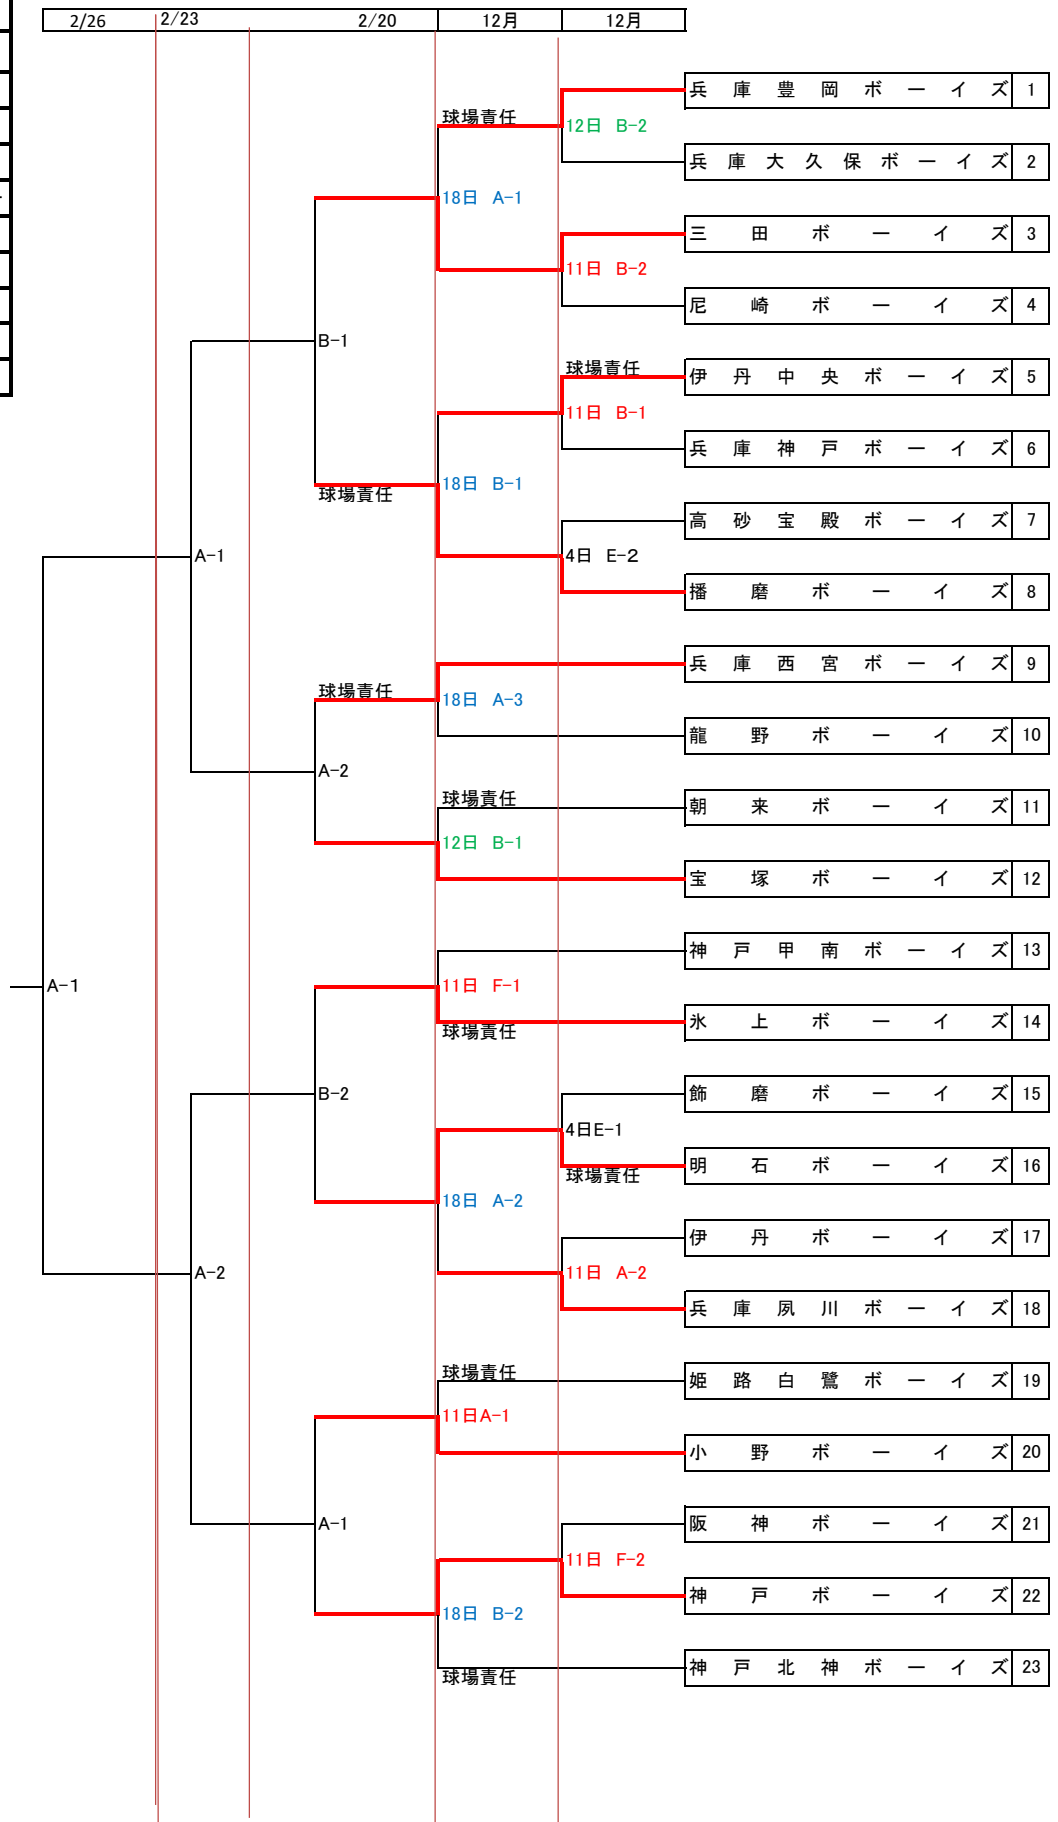 2/26 2/23 2/20 12月 12月
兵庫豊岡ボーイズ 1
球場責任
12日 B-2
兵庫大久保ボーイズ 2
18日 A-1
三田ボーイズ 3
11日 B-2
尼崎ボーイズ 4
B-1
球場責任
伊丹中央ボーイズ 5
11日 B-1
兵庫神戸ボーイズ 6
18日 B-1
球場責任
高砂宝殿ボーイズ 7
A-1
4日 E-2
播磨ボーイズ 8
兵庫西宮ボーイズ 9
球場責任
18日 A-3
龍野ボーイズ 10
A-2
球場責任
朝来ボーイズ 11
12日 B-1
宝塚ボーイズ 12
神戸甲南ボーイズ 13
A-1
11日 F-1
氷上ボーイズ 14
球場責任
飾磨ボーイズ 15
B-2
4日E-1
明石ボーイズ 16
球場責任
18日 A-2
伊丹ボーイズ 17
A-2
11日 A-2
兵庫夙川ボーイズ 18
球場責任
姫路白鷺ボーイズ 19
11日A-1
小野ボーイズ 20
A-1
阪神ボーイズ 21
11日 F-2
神戸ボーイズ 22
18日 B-2
神戸北神ボーイズ 23
球場責任